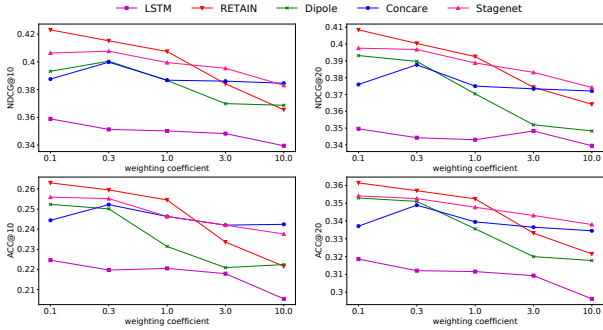 LSTM RETAIN Dipole Concare Stagenet
NDCG@10
0.42
0.4
0.38
0.36
0.34
0.1 0.3 1.0 3.0 10.0
weighting coefficient
NDCG@20
0.41
0.4
0.39
0.38
0.37
0.36
0.35
0.34
0.1 0.3 1.0 3.0 10.0
weighting coefficient
ACC@10
0.26
0.25
0.24
0.23
0.22
0.21
0.1 0.3 1.0 3.0 10.0
weighting coefficient
ACC@20
0.36
0.35
0.34
0.33
0.32
0.31
0.3
0.1 0.3 1.0 3.0 10.0
weighting coefficient